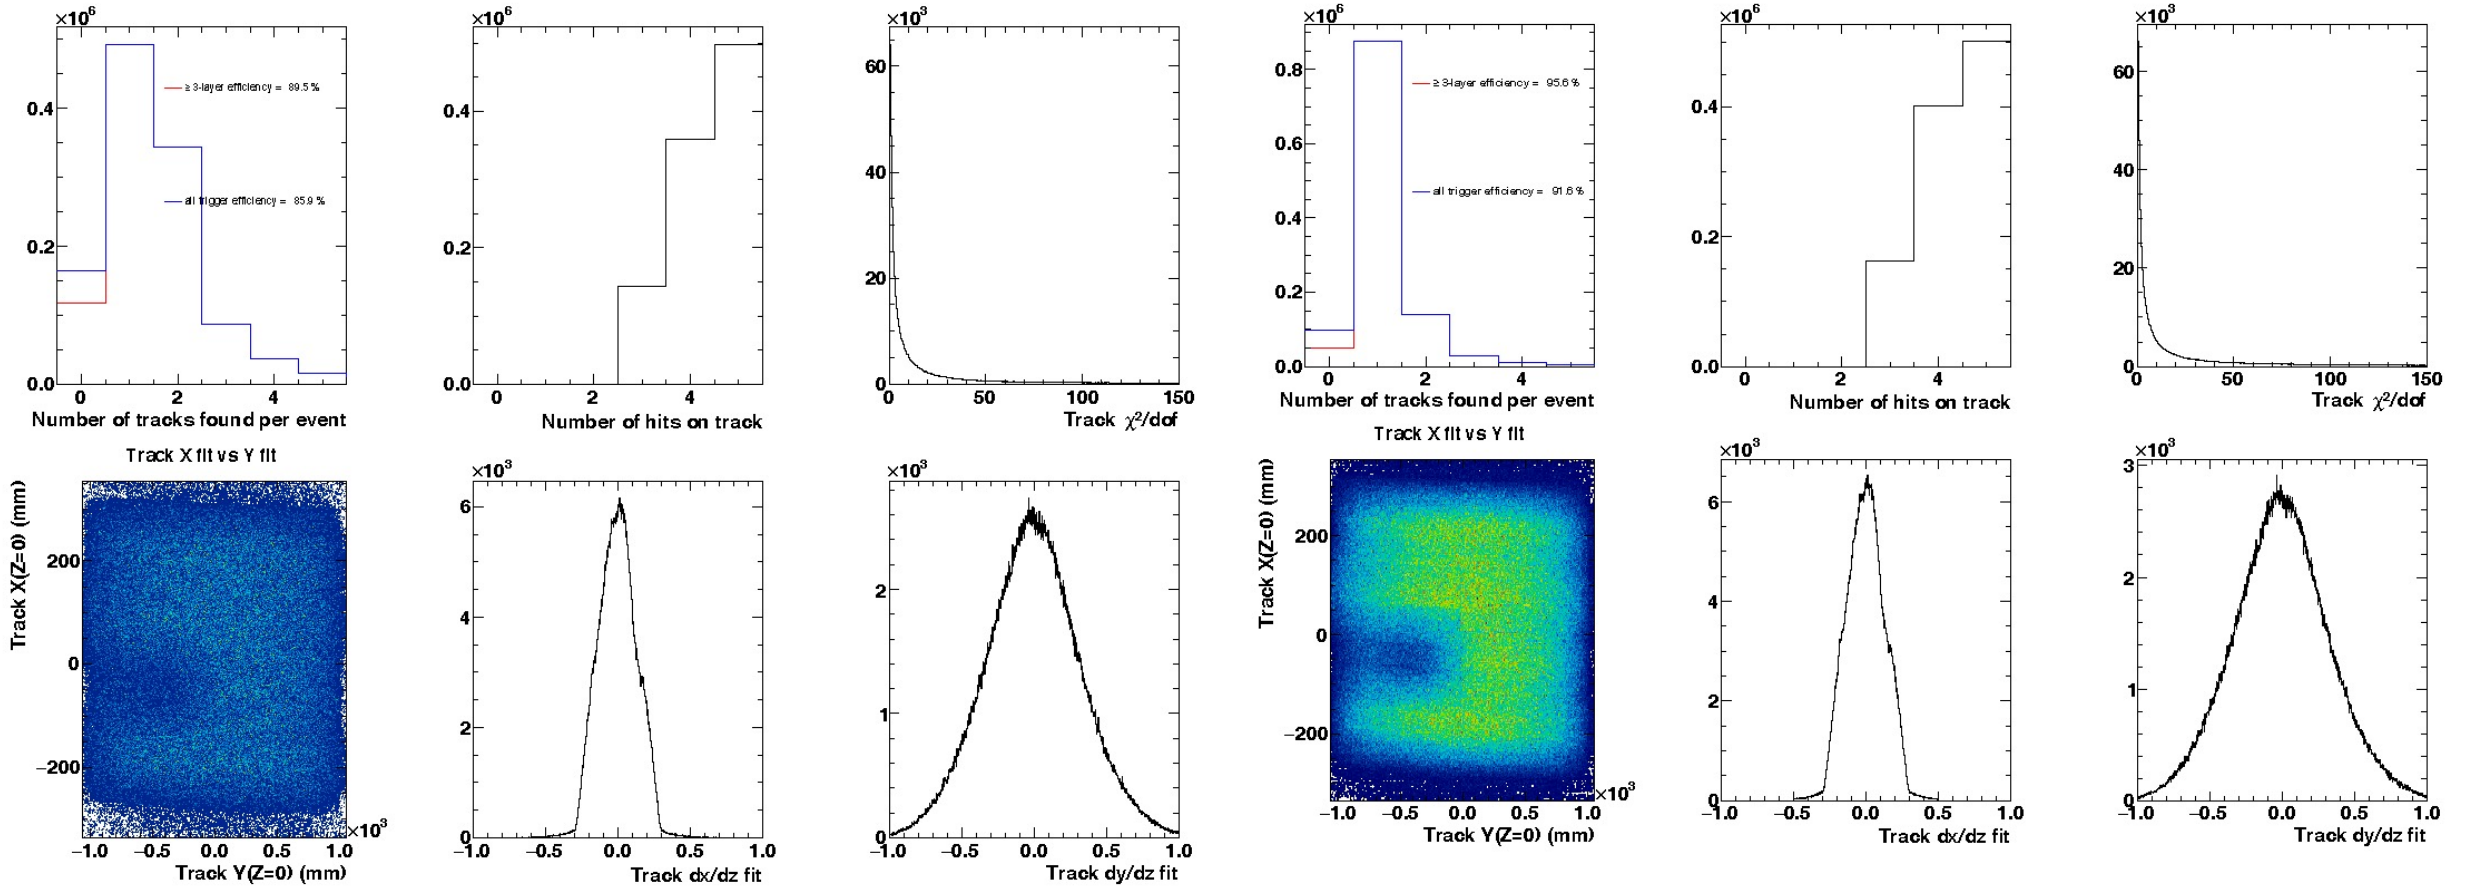 ×10⁶
0.4
0.2
0.0
≥ 3-layer efficiency = 89.5 %
all trigger efficiency = 85.9 %
0 2 4
Number of tracks found per event
×10⁶
0.4
0.2
0.0
0 2 4
Number of hits on track
×10³
60
40
20
0
0 50 100 150
Track χ²/dof
×10⁶
0.8
0.6
0.4
0.2
0.0
≥ 3-layer efficiency = 95.6 %
all trigger efficiency = 91.6 %
0 2 4
Number of tracks found per event
×10⁶
0.4
0.2
0.0
0 2 4
Number of hits on track
×10³
60
40
20
0
0 50 100 150
Track χ²/dof
Track X fit vs Y fit
Track X(Z=0) (mm)
200
0
−200
×10³
−1.0 −0.5 0.0 0.5 1.0
Track Y(Z=0) (mm)
×10³
6
4
2
0
−1.0 −0.5 0.0 0.5 1.0
Track dx/dz fit
×10³
2
1
0
−1.0 −0.5 0.0 0.5 1.0
Track dy/dz fit
Track X fit vs Y fit
Track X(Z=0) (mm)
200
0
−200
×10³
−1.0 −0.5 0.0 0.5 1.0
Track Y(Z=0) (mm)
×10³
6
4
2
0
−1.0 −0.5 0.0 0.5 1.0
Track dx/dz fit
×10³
3
2
1
0
−1.0 −0.5 0.0 0.5 1.0
Track dy/dz fit